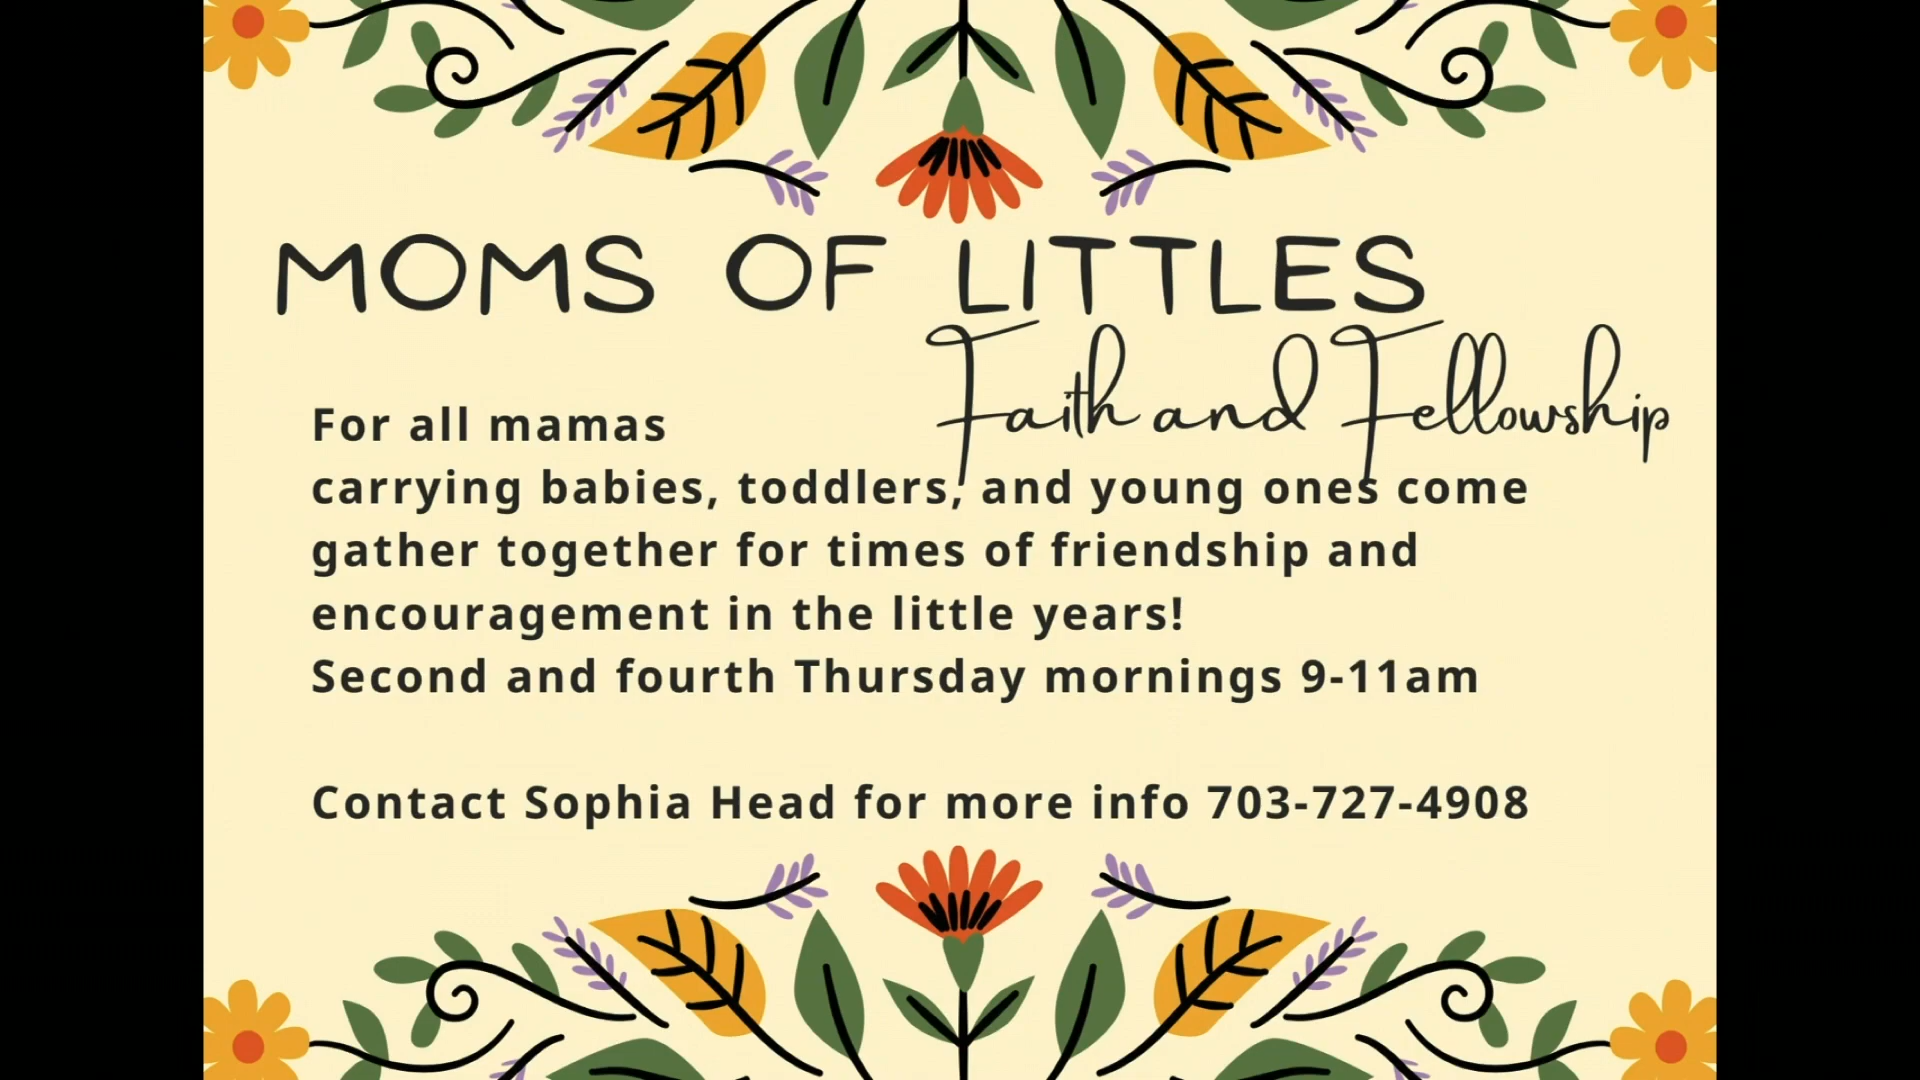 MOMS OF LITTLES
Faith and Fellowship
For all mamas
carrying babies, toddlers, and young ones come
gather together for times of friendship and
encouragement in the little years!
Second and fourth Thursday mornings 9-11am
Contact Sophia Head for more info 703-727-4908